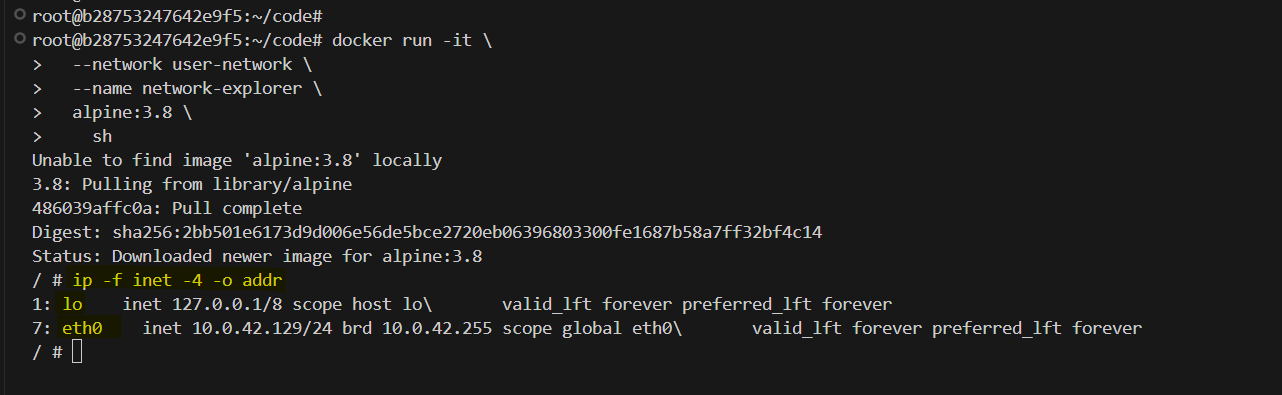 root@b28753247642e9f5:~/code#
root@b28753247642e9f5:~/code# docker run -it \
>   --network user-network \
>   --name network-explorer \
>   alpine:3.8 \
>     sh
Unable to find image 'alpine:3.8' locally
3.8: Pulling from library/alpine
486039affc0a: Pull complete
Digest: sha256:2bb501e6173d9d006e56de5bce2720eb06396803300fe1687b58a7ff32bf4c14
Status: Downloaded newer image for alpine:3.8
/ # ip -f inet -4 -o addr
1: lo    inet 127.0.0.1/8 scope host lo\       valid_lft forever preferred_lft forever
7: eth0    inet 10.0.42.129/24 brd 10.0.42.255 scope global eth0\       valid_lft forever preferred_lft forever
/ #